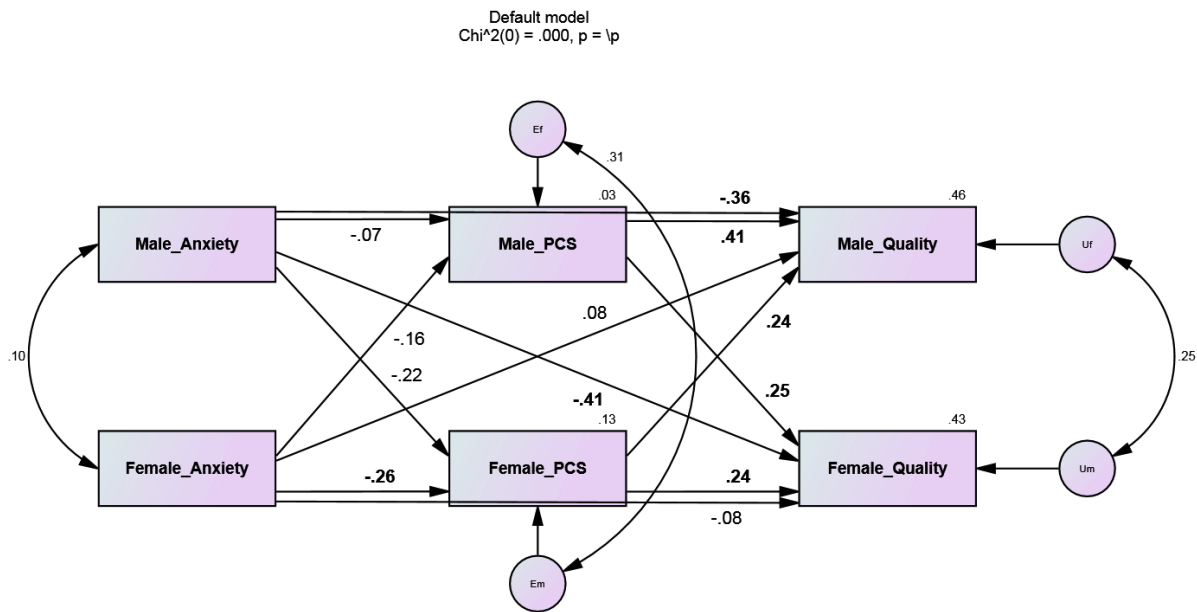 Default model
Chi^2(0) = .000, p = \p
Ef
.31
.03
-.36
.46
Male_Anxiety
-.07
Male_PCS
.41
Male_Quality
Uf
.08
.24
-.16
.10
.25
-.22
.25
-.41
.13
.43
Female_Anxiety
-.26
Female_PCS
.24
Female_Quality
Um
-.08
Em